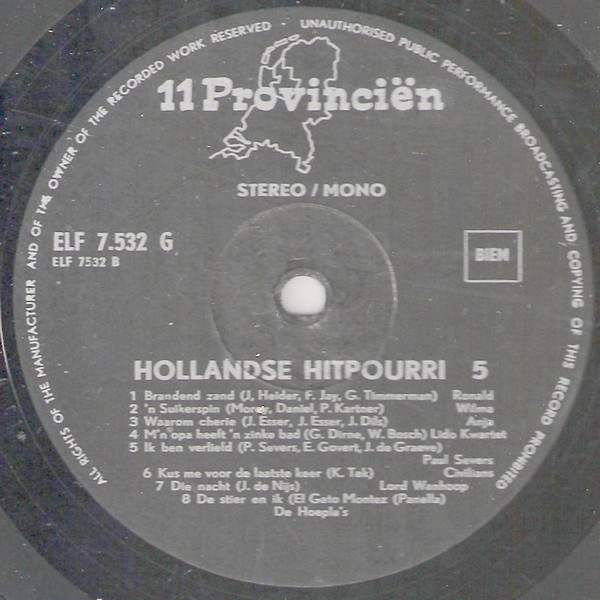 ALL RIGHTS OF THE MANUFACTURER AND OF THE OWNER OF THE RECORDED WORK RESERVED · UNAUTHORISED PUBLIC PERFORMANCE BROADCASTING AND COPYING OF THIS RECORD PROHIBITED
11 Provinciën
STEREO / MONO
ELF 7.532 G
ELF 7532 B
BIEM
HOLLANDSE HITPOURRI 5
1 Brandend zand (J. Heider, F. Jay, G. Timmerman) Ronald
2 'n Suikerspin (Morey, Daniel, P. Kartner) Wilma
3 Waarom cherie (J. Esser, J. Esser, J. Dils) Anja
4 M'n opa heeft 'n zinke bad (G. Dirne, W. Bosch) Lido Kwartet
5 Ik ben verliefd (P. Severs, E. Govert, J. de Graeve)
Paul Severs
6 Kus me voor de laatste keer (K. Tak) Civilians
7 Die nacht (J. de Nijs) Lord Wanhoop
8 De stier en ik (El Gato Montez (Panella)
De Hoepla's